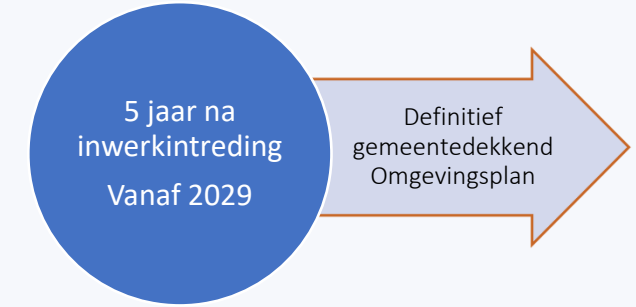 5 jaar na
inwerkintreding
Vanaf 2029
Definitief
gemeentedekkend
Omgevingsplan